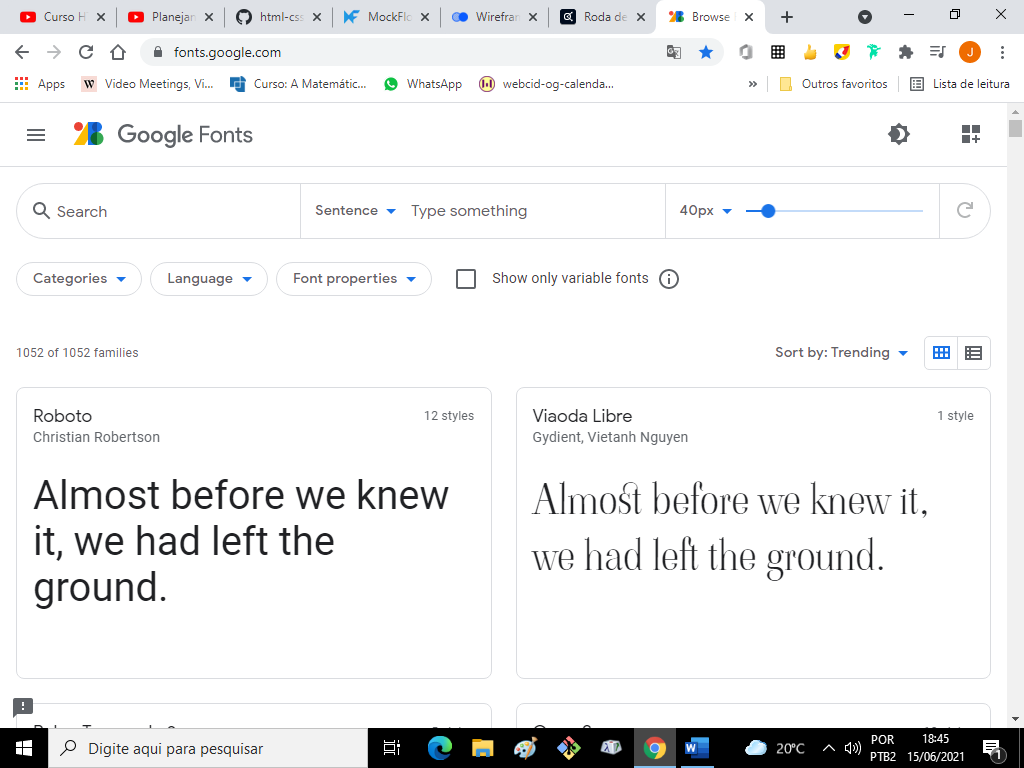 Curso H
Planejar
html-css
MockFlo
Wirefran
Roda de
Browse
fonts.google.com
J
Apps
W Video Meetings, Vi...
Curso: A Matemátic...
WhatsApp
webcid-og-calenda...
»
Outros favoritos
Lista de leitura
Google Fonts
Search
Sentence
Type something
40px
Categories
Language
Font properties
Show only variable fonts
1052 of 1052 families
Sort by: Trending
Roboto
12 styles
Christian Robertson
Almost before we knew
it, we had left the
ground.
Viaoda Libre
1 style
Gydient, Vietanh Nguyen
Almost before we knew it,
we had left the ground.
Digite aqui para pesquisar
20°C
POR
PTB2
18:45
15/06/2021
1